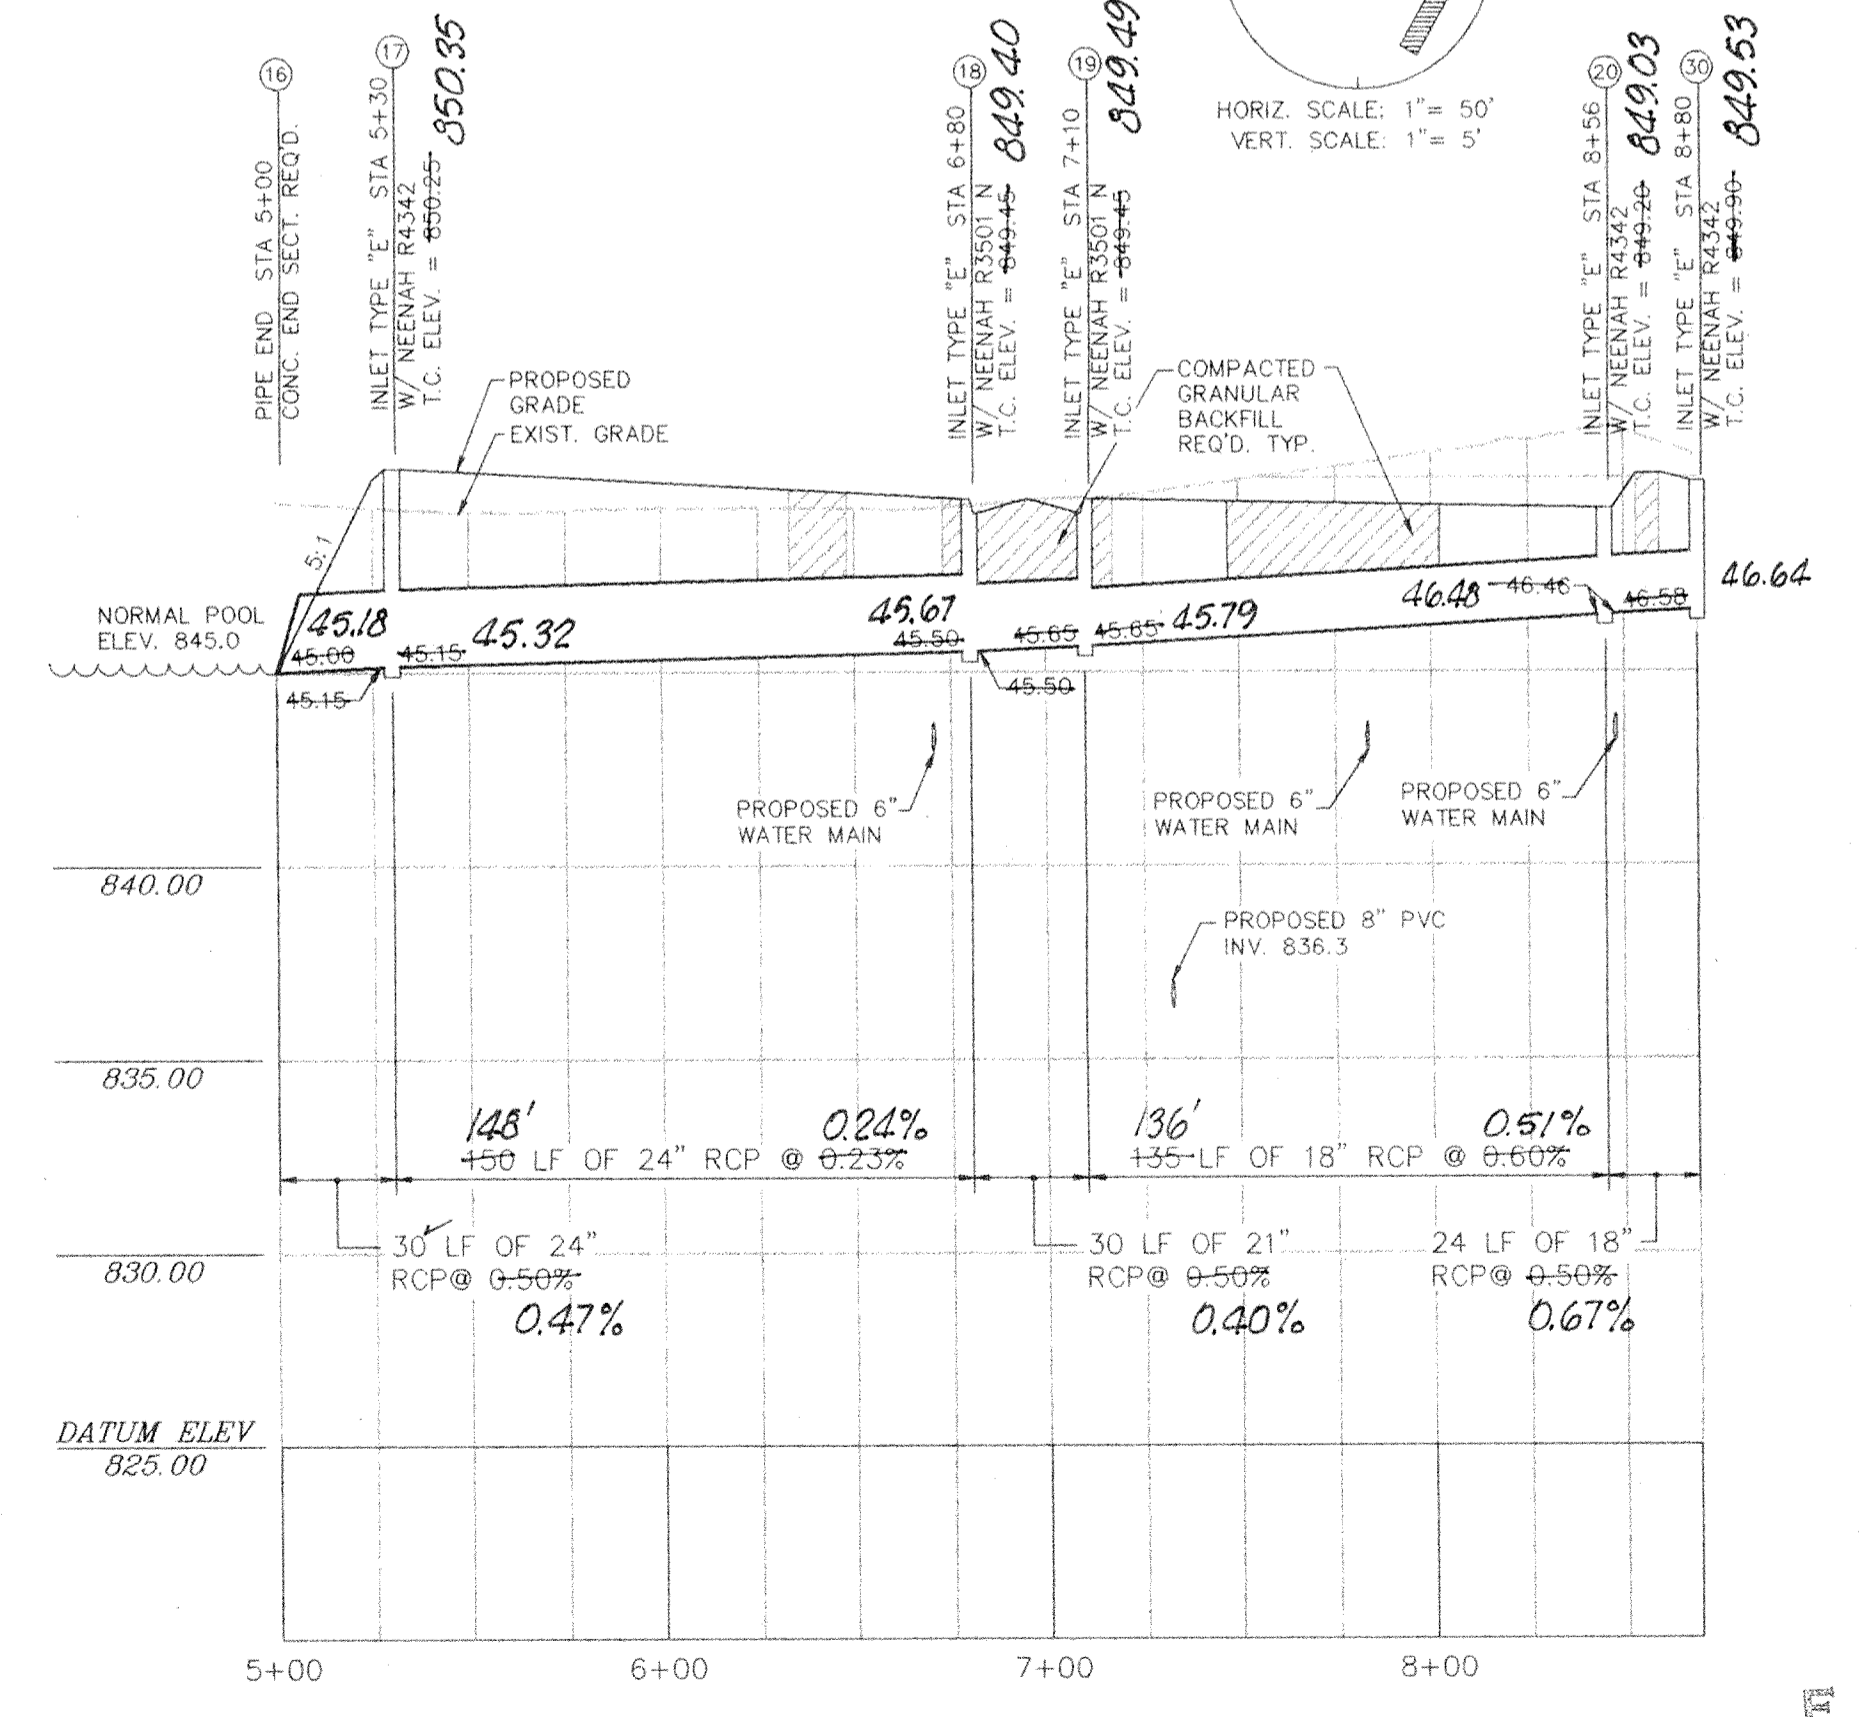 16
PIPE END STA 5+00
CONC. END SECT. REQ'D.
17
INLET TYPE "E" STA 5+30
W/ NEENAH R4342
T.C. ELEV. = 850.25
850.35
18
INLET TYPE "E" STA 6+80
W/ NEENAH R3501 N
T.C. ELEV. = 849.45
849.40
19
INLET TYPE "E" STA 7+10
W/ NEENAH R3501 N
T.C. ELEV. = 849.45
849.49
HORIZ. SCALE: 1"= 50'
VERT. SCALE: 1"= 5'
20
INLET TYPE "E" STA 8+56
W/ NEENAH R4342
T.C. ELEV. = 849.20
849.03
30
INLET TYPE "E" STA 8+80
W/ NEENAH R4342
T.C. ELEV. = 849.90
849.53
PROPOSED
GRADE
EXIST. GRADE
COMPACTED
GRANULAR
BACKFILL
REQ'D. TYP.
5:1
NORMAL POOL
ELEV. 845.0
45.18
45.00
45.15
45.15
45.32
45.67
45.50
45.50
45.65
45.65
45.79
46.48
46.46
46.58
46.64
PROPOSED 6"
WATER MAIN
PROPOSED 6"
WATER MAIN
PROPOSED 6"
WATER MAIN
840.00
PROPOSED 8" PVC
INV. 836.3
835.00
148'
0.24%
150 LF OF 24" RCP @ 0.23%
136'
0.51%
135 LF OF 18" RCP @ 0.60%
30 LF OF 24"
RCP@ 0.50%
0.47%
30 LF OF 21"
RCP@ 0.50%
0.40%
24 LF OF 18"
RCP@ 0.50%
0.67%
830.00
DATUM ELEV
825.00
5+00
6+00
7+00
8+00